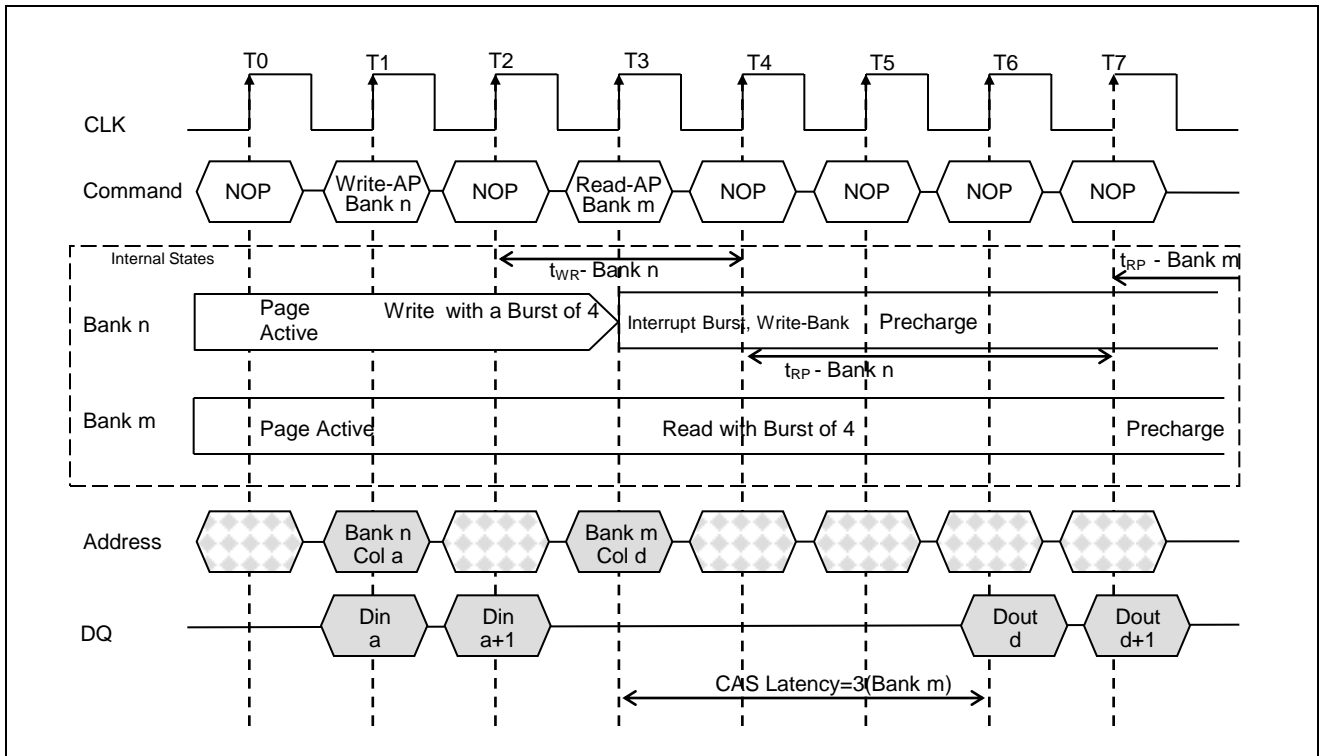 T0 T1 T2 T3 T4 T5 T6 T7
CLK
Command
NOP
Write-AP
Bank n
NOP
Read-AP
Bank m
NOP
NOP
NOP
NOP
Internal States
tWR- Bank n
tRP - Bank m
Bank n
Page
Active
Write with a Burst of 4
Interrupt Burst, Write-Bank
Precharge
tRP - Bank n
Bank m
Page Active
Read with Burst of 4
Precharge
Address
Bank n
Col a
Bank m
Col d
DQ
Din
a
Din
a+1
Dout
d
Dout
d+1
CAS Latency=3(Bank m)